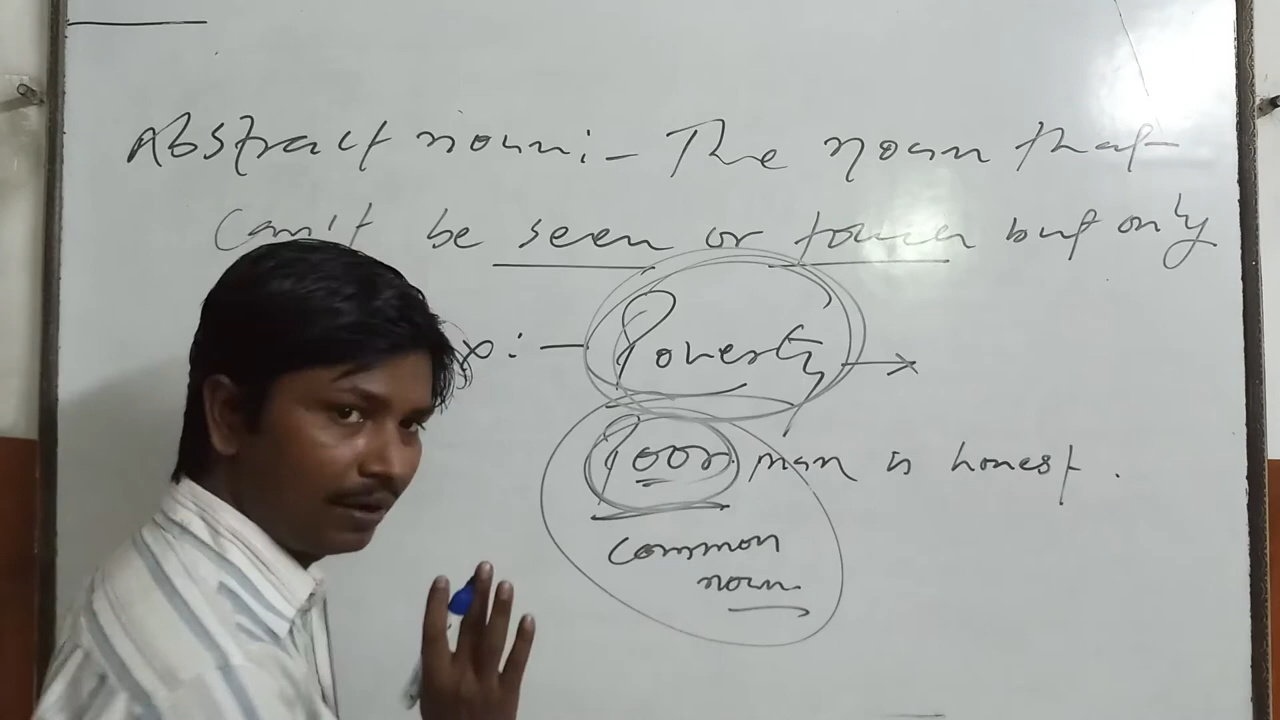 Abstract noun:- The noun that
can't be seen or touch but only
Ex:- Poverty →
Poor man is honest.
common
noun